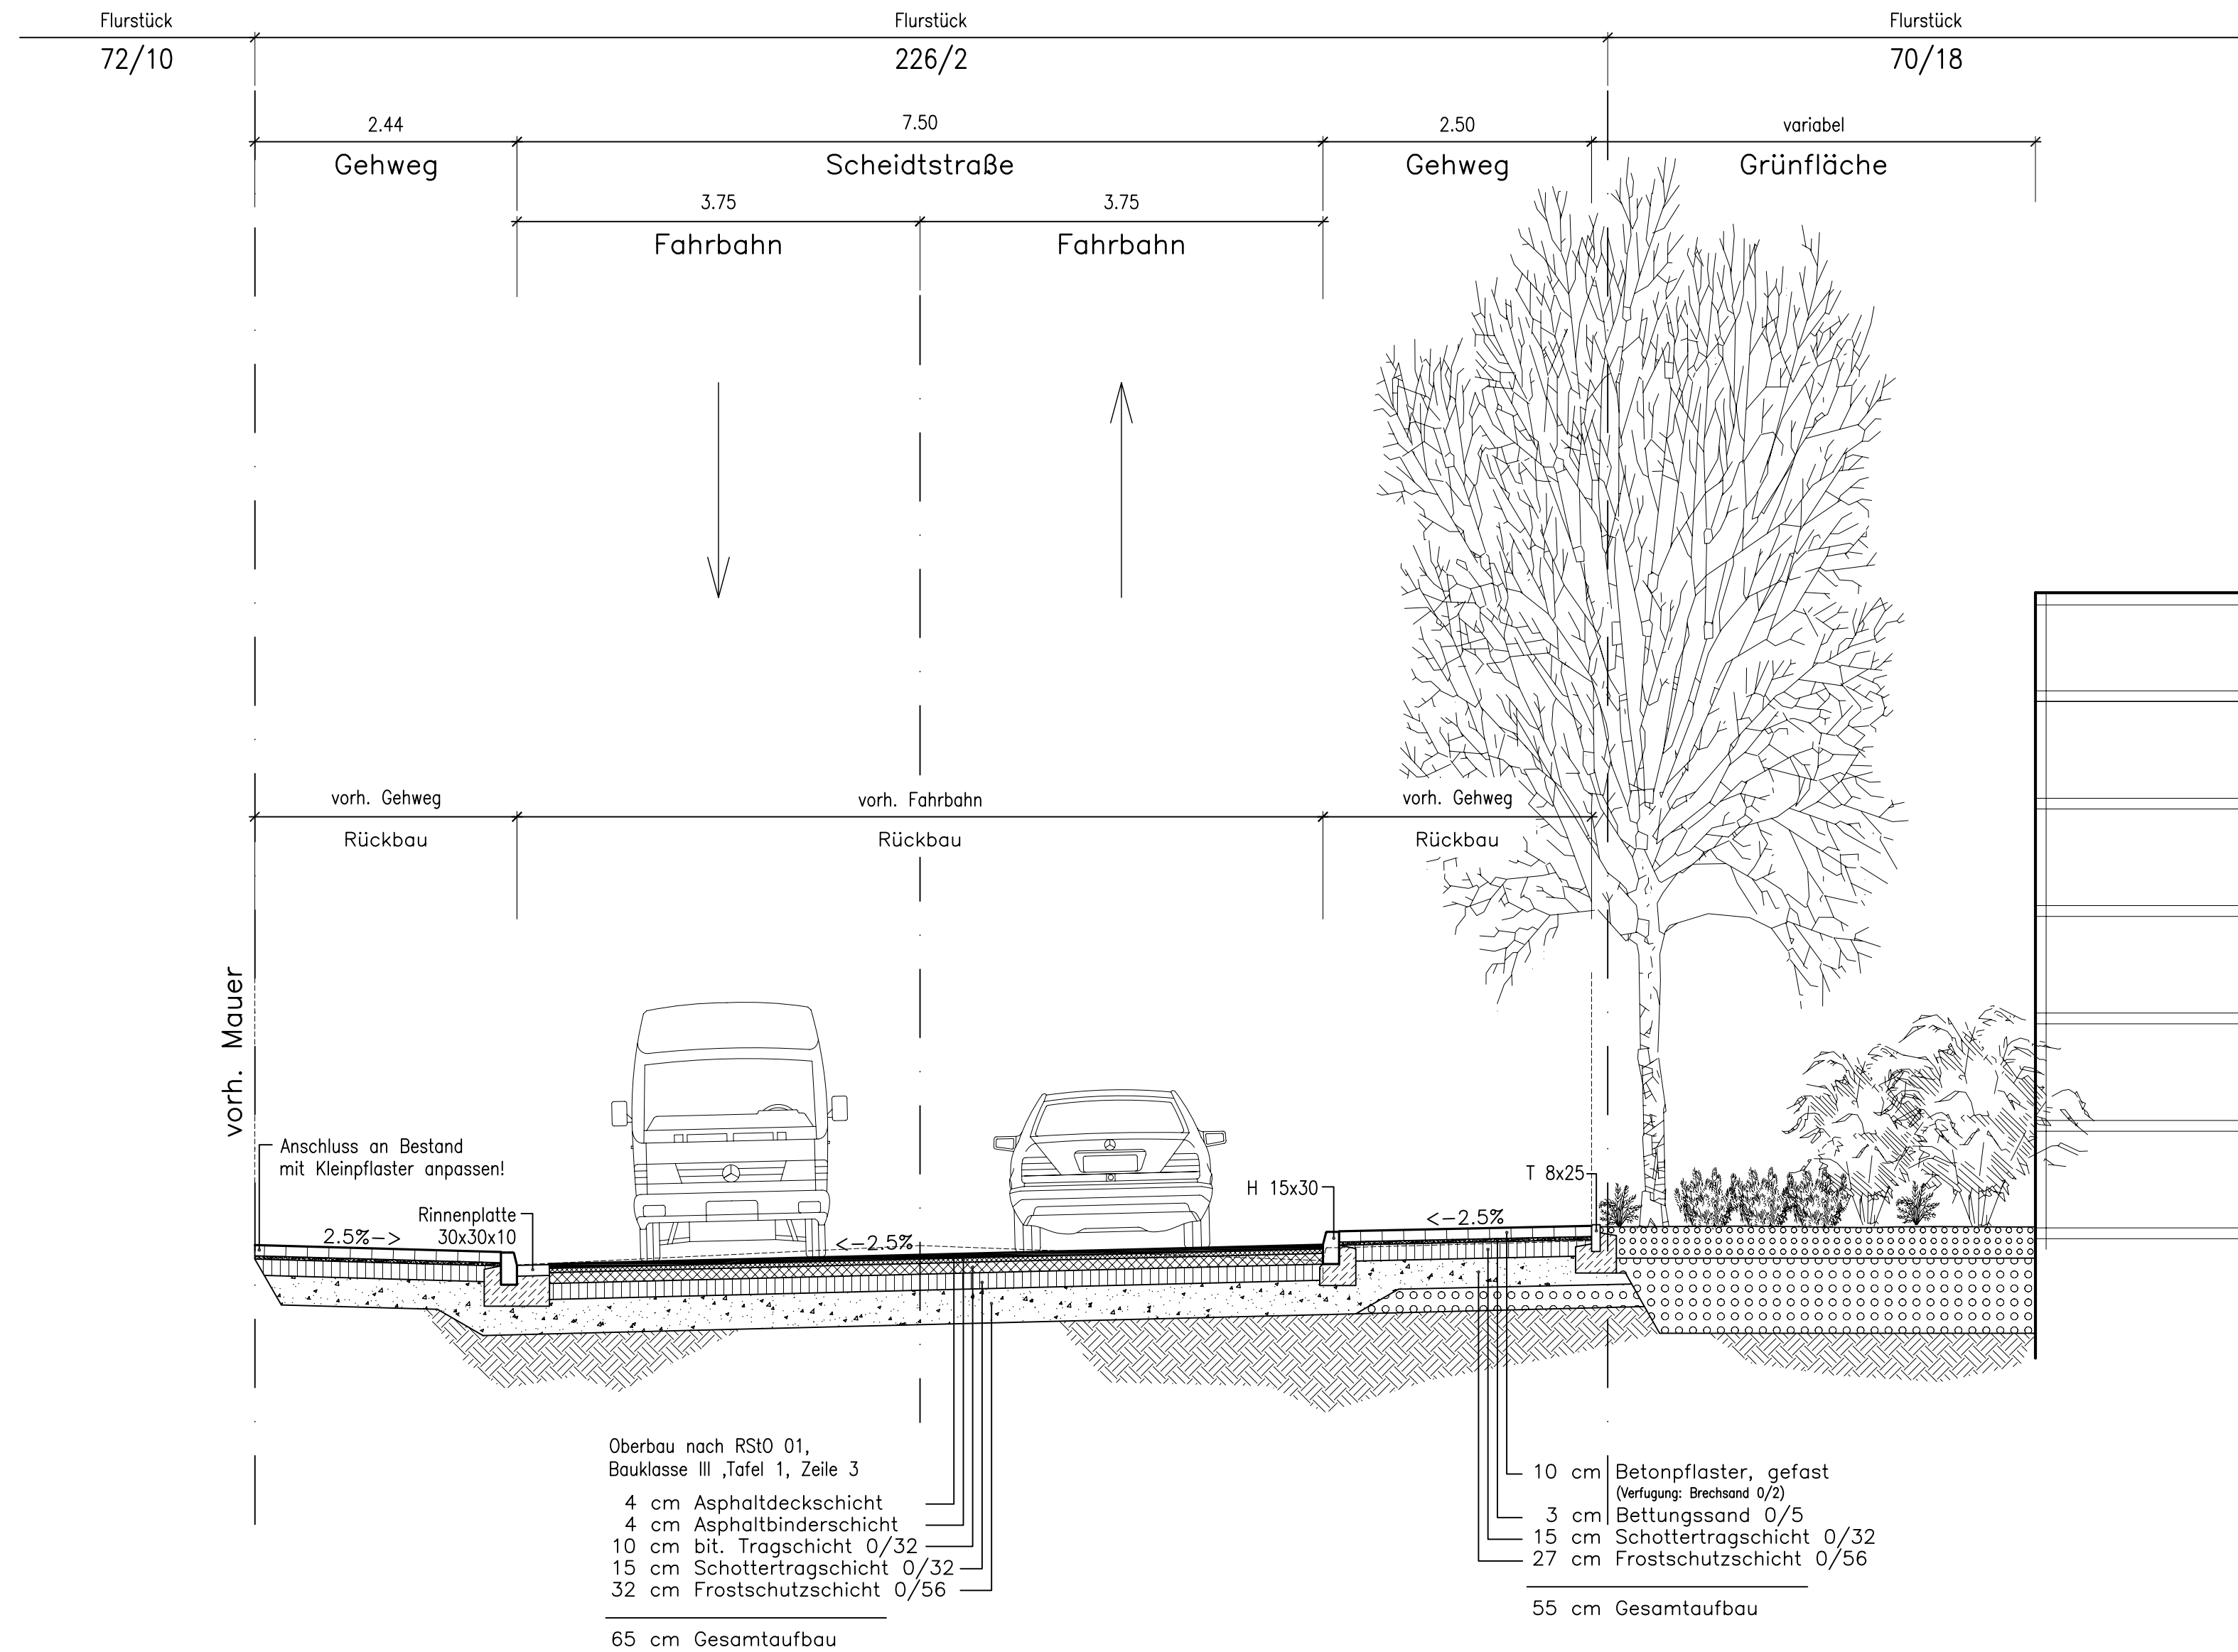 Flurstück
Flurstück
Flurstück
72/10
226/2
70/18
2.44
7.50
2.50
variabel
Gehweg
Scheidtstraße
Gehweg
Grünfläche
3.75
3.75
Fahrbahn
Fahrbahn
vorh. Gehweg
vorh. Fahrbahn
vorh. Gehweg
Rückbau
Rückbau
Rückbau
vorh. Mauer
Anschluss an Bestand
mit Kleinpflaster anpassen!
T 8x25
H 15x30
Rinnenplatte
30x30x10
2.5%->
<-2.5%
<-2.5%
Oberbau nach RStO 01,
Bauklasse III ,Tafel 1, Zeile 3
4 cm Asphaltdeckschicht
4 cm Asphaltbinderschicht
10 cm bit. Tragschicht 0/32
15 cm Schottertragschicht 0/32
32 cm Frostschutzschicht 0/56
65 cm Gesamtaufbau
10 cm Betonpflaster, gefast
(Verfugung: Brechsand 0/2)
3 cm Bettungssand 0/5
15 cm Schottertragschicht 0/32
27 cm Frostschutzschicht 0/56
55 cm Gesamtaufbau